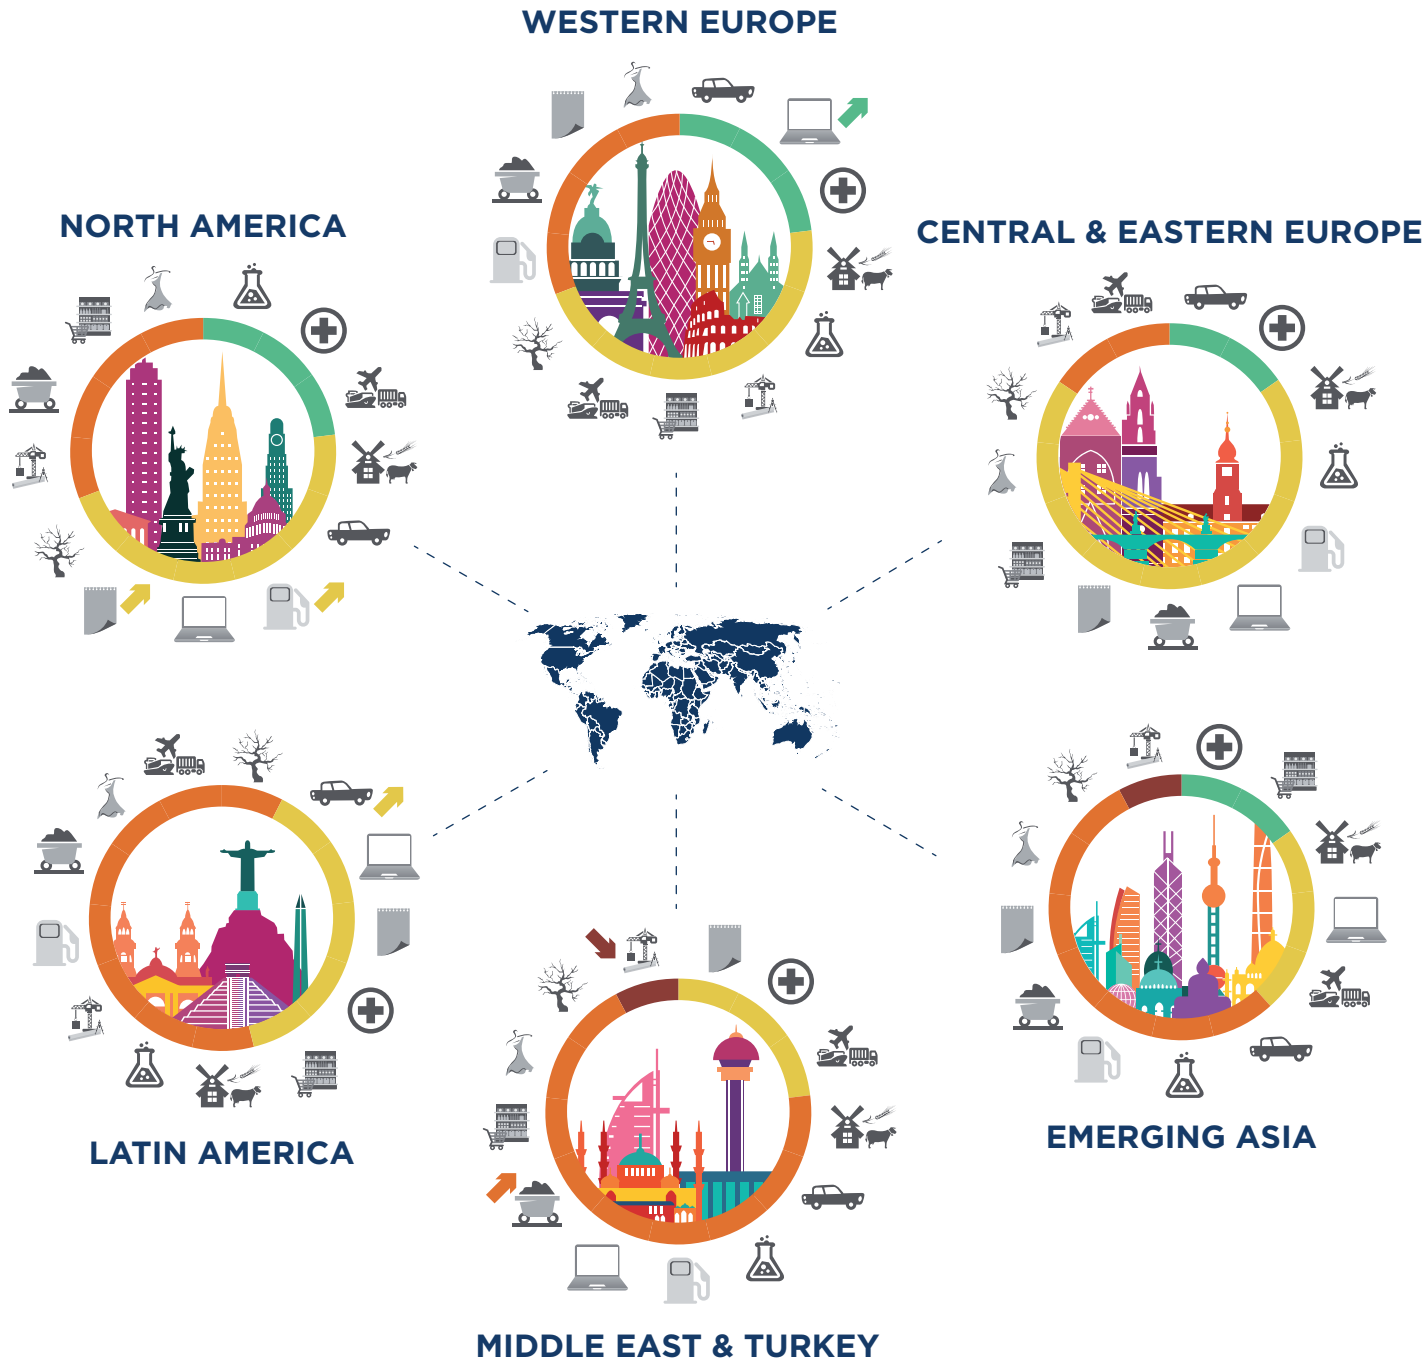 WESTERN EUROPE
NORTH AMERICA
CENTRAL & EASTERN EUROPE
LATIN AMERICA
EMERGING ASIA
MIDDLE EAST & TURKEY